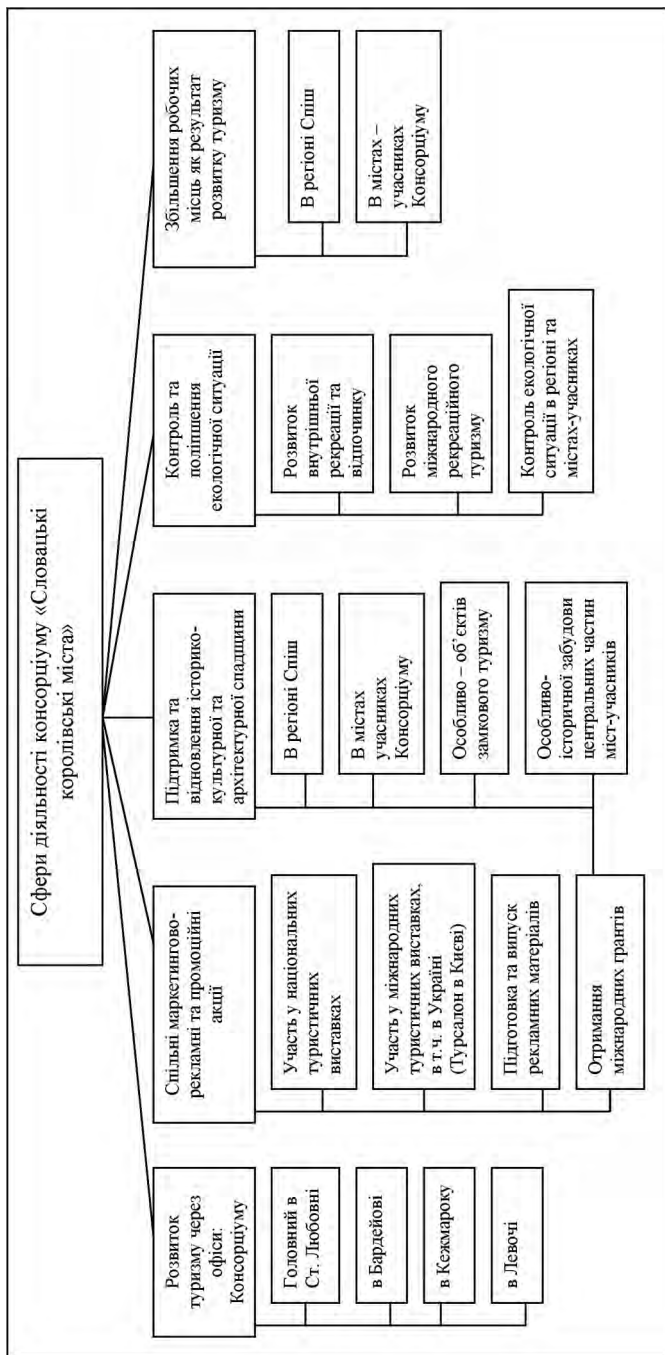 Сфери діяльності консорціуму «Словацькі
королівські міста»
Розвиток
туризму через
офіси:
Консорціуму
Головний в
Ст. Любовні
в Бардейові
в Кежмароку
в Левочі
Спільні маркетингово-
рекламні та промоційні
акції
Участь у національних
туристичних
виставках
Участь у міжнародних
туристичних виставках,
в т.ч. в Україні
(Турсалон в Києві)
Підготовка та випуск
рекламних матеріалів
Отримання
міжнародних грантів
Підтримка та
відновлення історико-
культурної та
архітектурної спадщини
В регіоні Спіш
В містах
учасниках
Консорціуму
Особливо – об’єктів
замкового туризму
Особливо-
історичної забудови
центральних частин
міст-учасників
Контроль та
поліпшення
екологічної ситуації
Розвиток
внутрішньої
рекреації та
відпочинку
Розвиток
міжнародного
рекреаційного
туризму
Контроль екологічної
ситуації в регіоні та
містах-учасниках
Збільшення робочих
місць як результат
розвитку туризму
В регіоні Спіш
В містах –
учасниках
Консорціуму